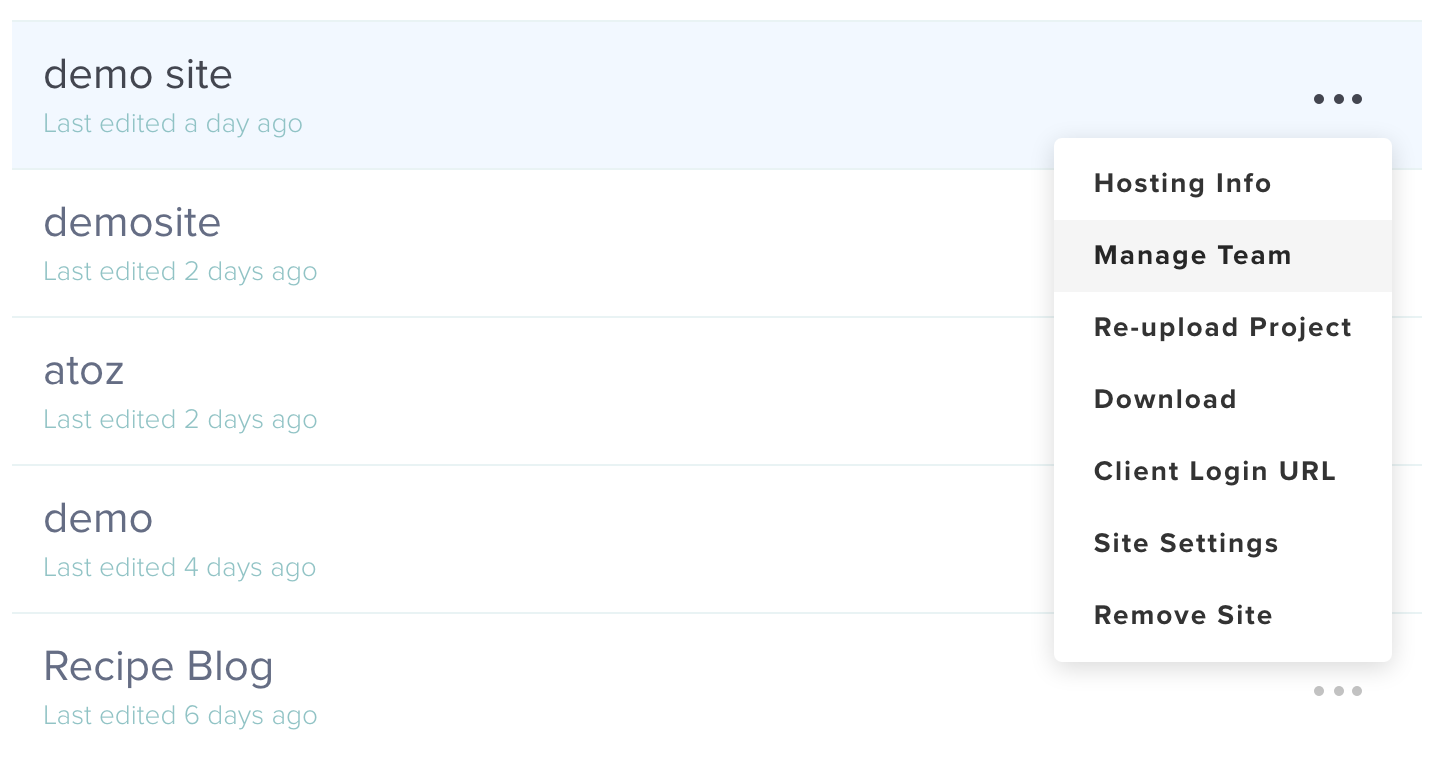 demo site
Last edited a day ago
demosite
Last edited 2 days ago
atoz
Last edited 2 days ago
demo
Last edited 4 days ago
Recipe Blog
Last edited 6 days ago
Hosting Info
Manage Team
Re-upload Project
Download
Client Login URL
Site Settings
Remove Site